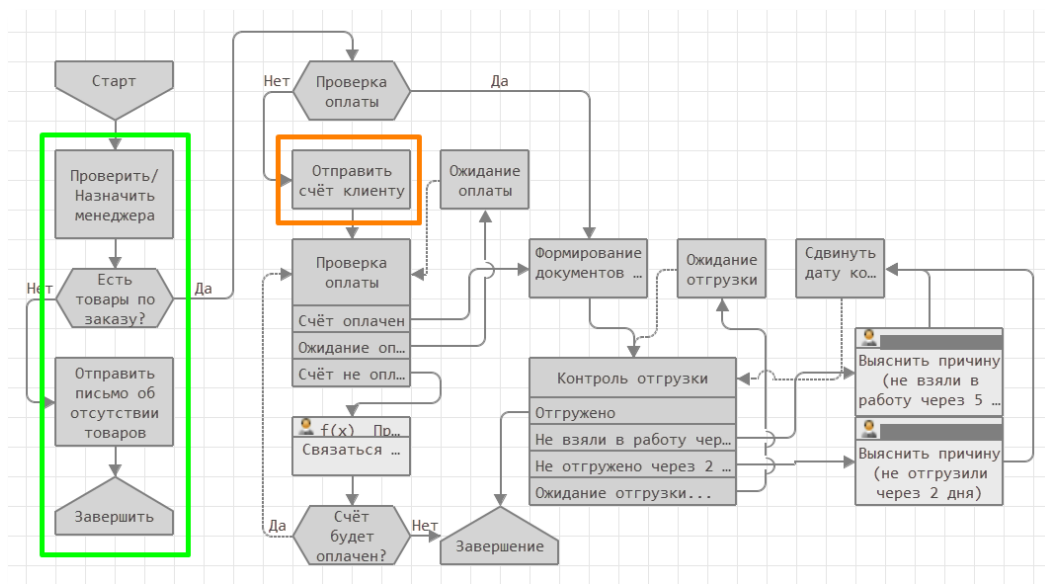 Старт
Проверить/
Назначить
менеджера
Есть
товары по
заказу?
Нет
Да
Отправить
письмо об
отсутствии
товаров
Завершить
Проверка
оплаты
Нет
Да
Отправить
счёт клиенту
Ожидание
оплаты
Проверка
оплаты
Счёт оплачен
Ожидание оп…
Счёт не опл…
f(x) Пр…
Связаться …
Счёт
будет
оплачен?
Да
Нет
Завершение
Формирование
документов …
Ожидание
отгрузки
Сдвинуть
дату ко…
Контроль отгрузки
Отгружено
Не взяли в работу чер…
Не отгружено через 2 …
Ожидание отгрузки...
Выяснить причину
(не взяли в
работу через 5 …
Выяснить причину
(не отгрузили
через 2 дня)